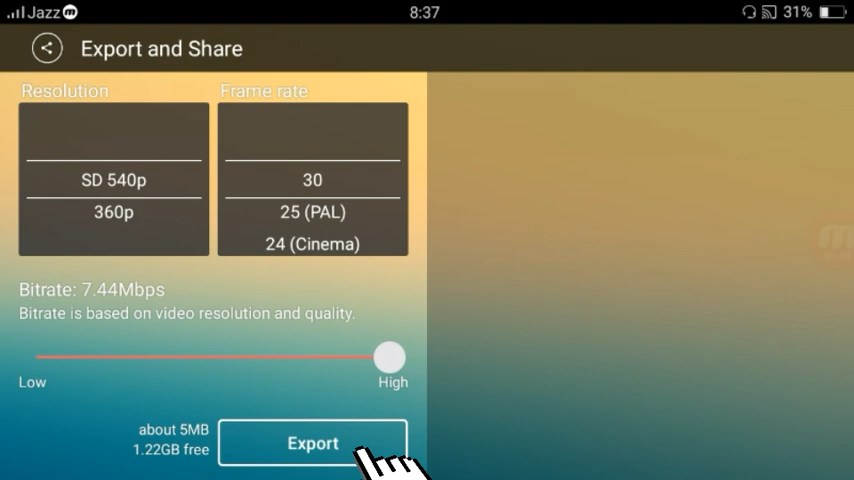 Jazz 8:37 31%
Export and Share
Resolution Frame rate
SD 540p 30
360p 25 (PAL)
24 (Cinema)
Bitrate: 7.44Mbps
Bitrate is based on video resolution and quality.
Low High
about 5MB
1.22GB free
Export